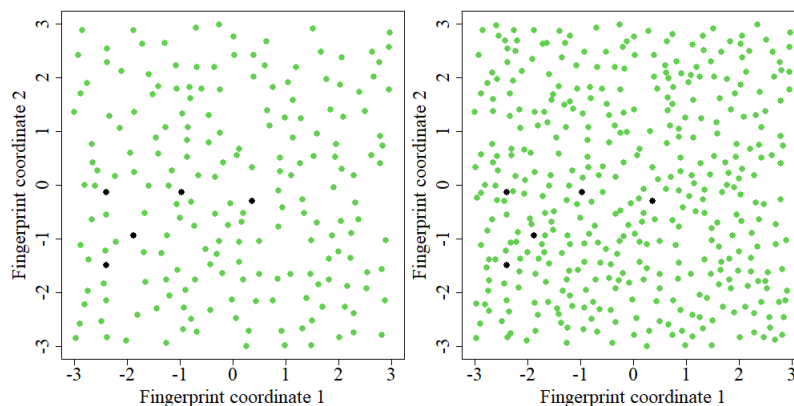 Fingerprint coordinate 2
3
2
1
0
-1
-2
-3
-3 -2 -1 0 1 2 3
Fingerprint coordinate 1
Fingerprint coordinate 2
3
2
1
0
-1
-2
-3
-3 -2 -1 0 1 2 3
Fingerprint coordinate 1